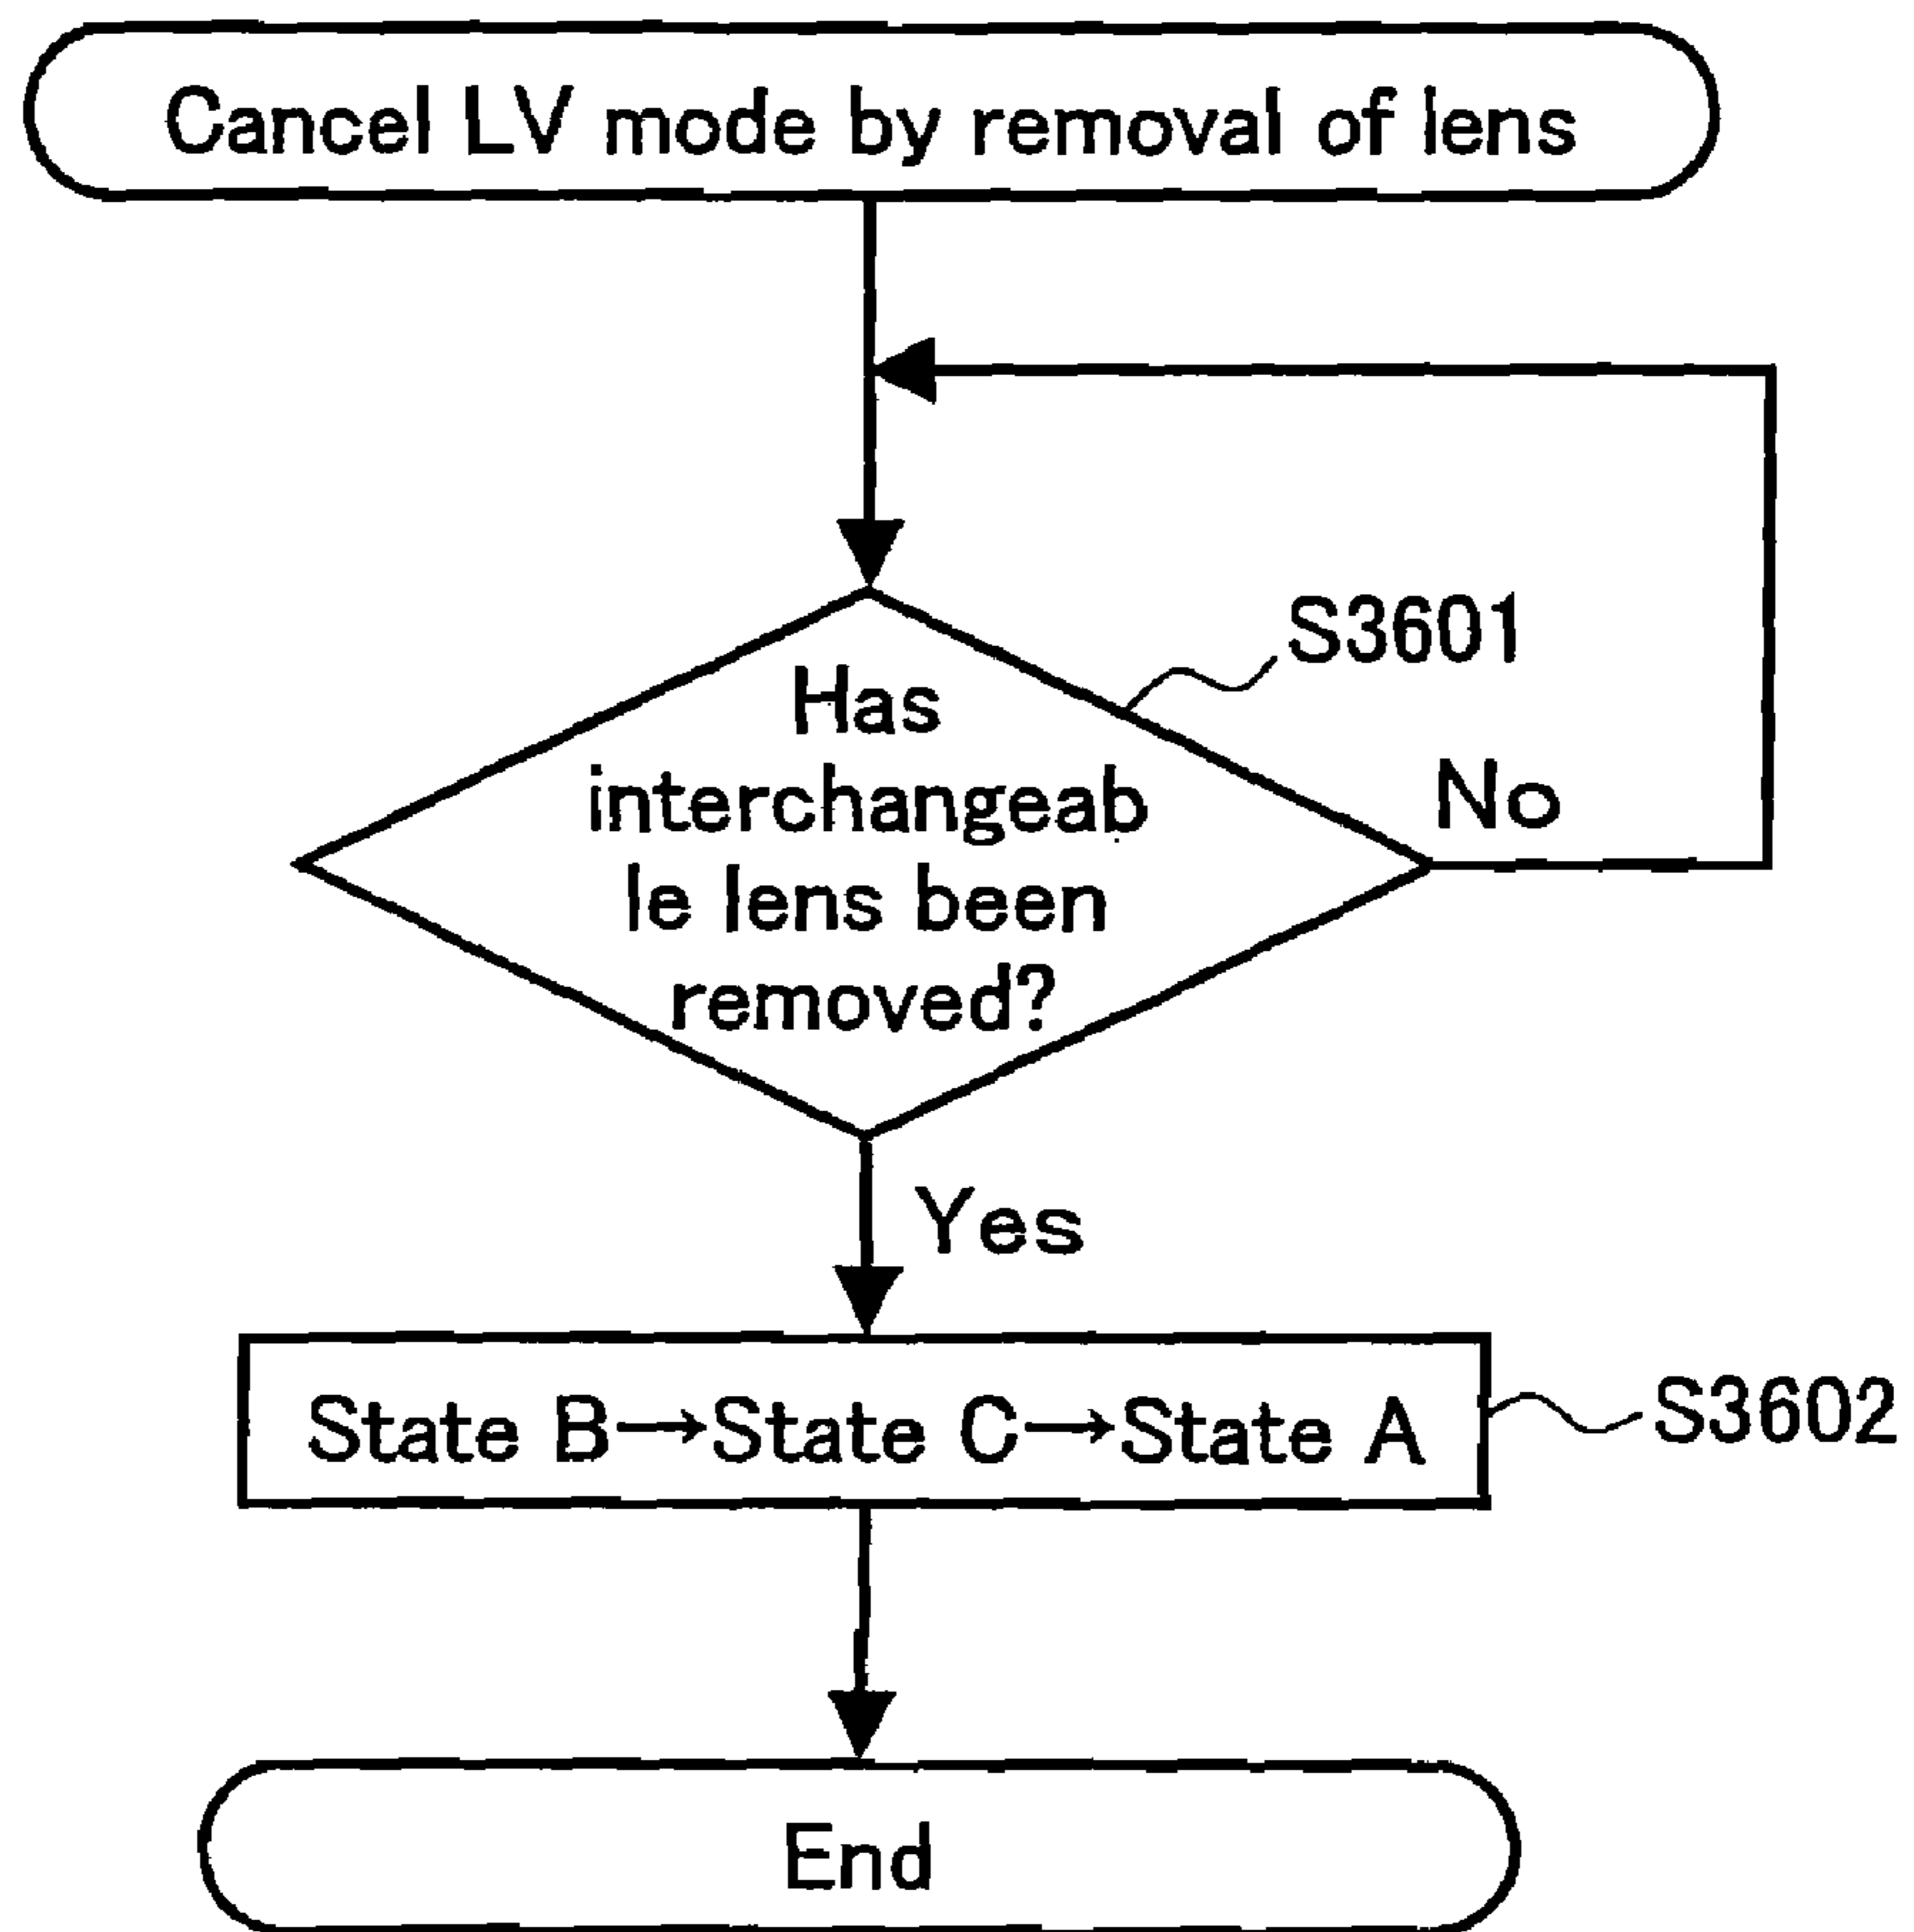 Cancel LV mode by removal of lens
S3601
Has
interchangeab
le lens been
removed?
No
Yes
State B→State C→State A
S3602
End